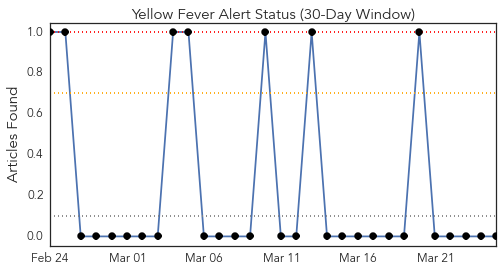 Yellow Fever Alert Status (30-Day Window)
Articles Found
1.0
0.8
0.6
0.4
0.2
0.0
Feb 24
Mar 01
Mar 06
Mar 11
Mar 16
Mar 21